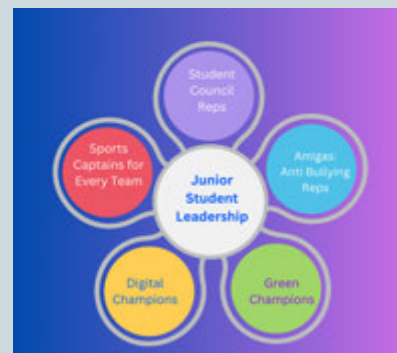 Student
Council
Reps
Sports
Captains for
Every Team
Amigas:
Anti Bullying
Reps
Junior
Student
Leadership
Digital
Champions
Green
Champions